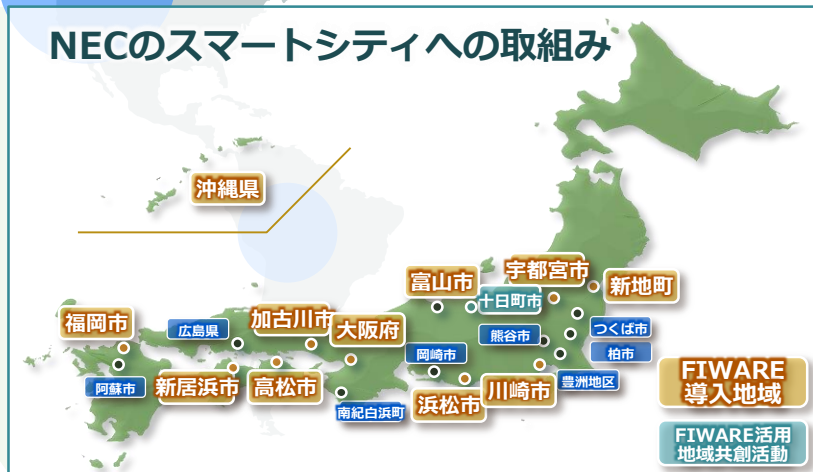 NECのスマートシティへの取組み
沖縄県
富山市
宇都宮市
十日町市
新地町
福岡市
広島県
加古川市
大阪府
熊谷市
つくば市
岡崎市
柏市
阿蘇市
新居浜市
高松市
南紀白浜町
浜松市
川崎市
豊洲地区
FIWARE
導入地域
FIWARE活用
地域共創活動